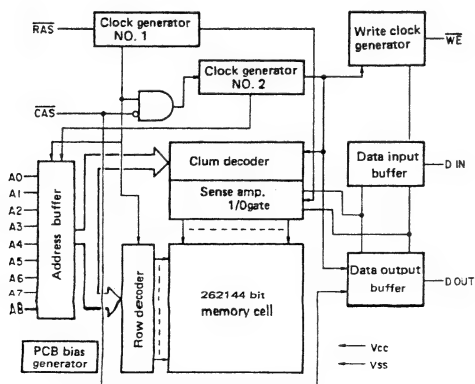 RAS
Clock generator
NO. 1
Write clock
generator
WE
Clock generator
NO. 2
CAS
Clum decoder
Sense amp.
1/0gate
Data input
buffer
D IN
A0
A1
A2
A3
A4
A5
A6
A7
A8
Address buffer
Row decoder
262144 bit
memory cell
Data output
buffer
DOUT
PCB bias
generator
Vcc
Vss